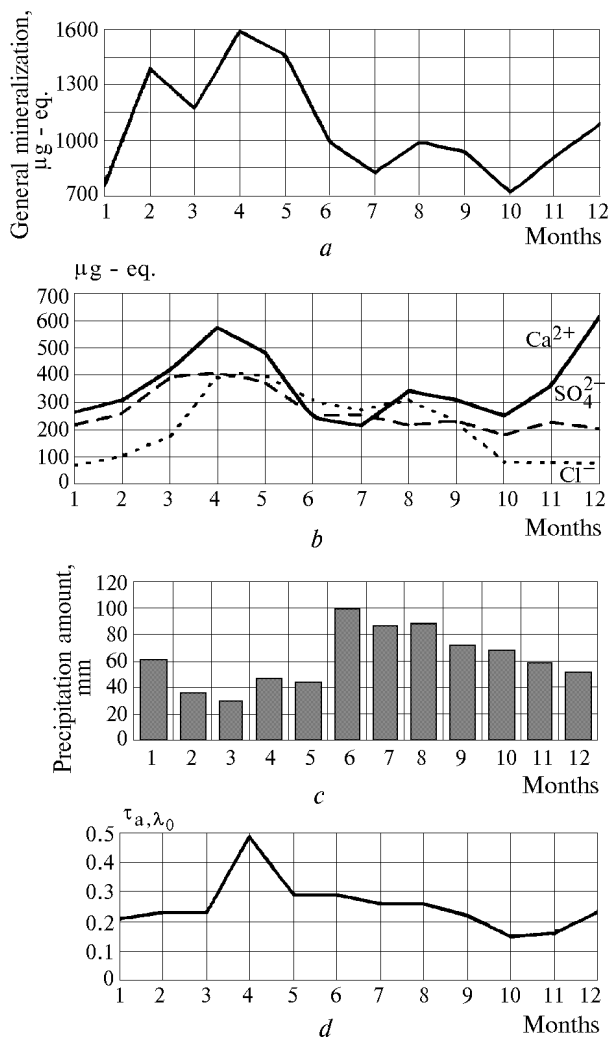 General mineralization,
μg - eq.
1600
1300
1000
700
1 2 3 4 5 6 7 8 9 10 11 12
Months
a
μg - eq.
700
600
500
400
300
200
100
0
Ca2+
SO42−
Cl−
1 2 3 4 5 6 7 8 9 10 11 12
Months
b
Precipitation amount,
mm
120
100
80
60
40
20
0
1 2 3 4 5 6 7 8 9 10 11 12
Months
c
τa,λ0
0.5
0.4
0.3
0.2
0.1
0
1 2 3 4 5 6 7 8 9 10 11 12
Months
d